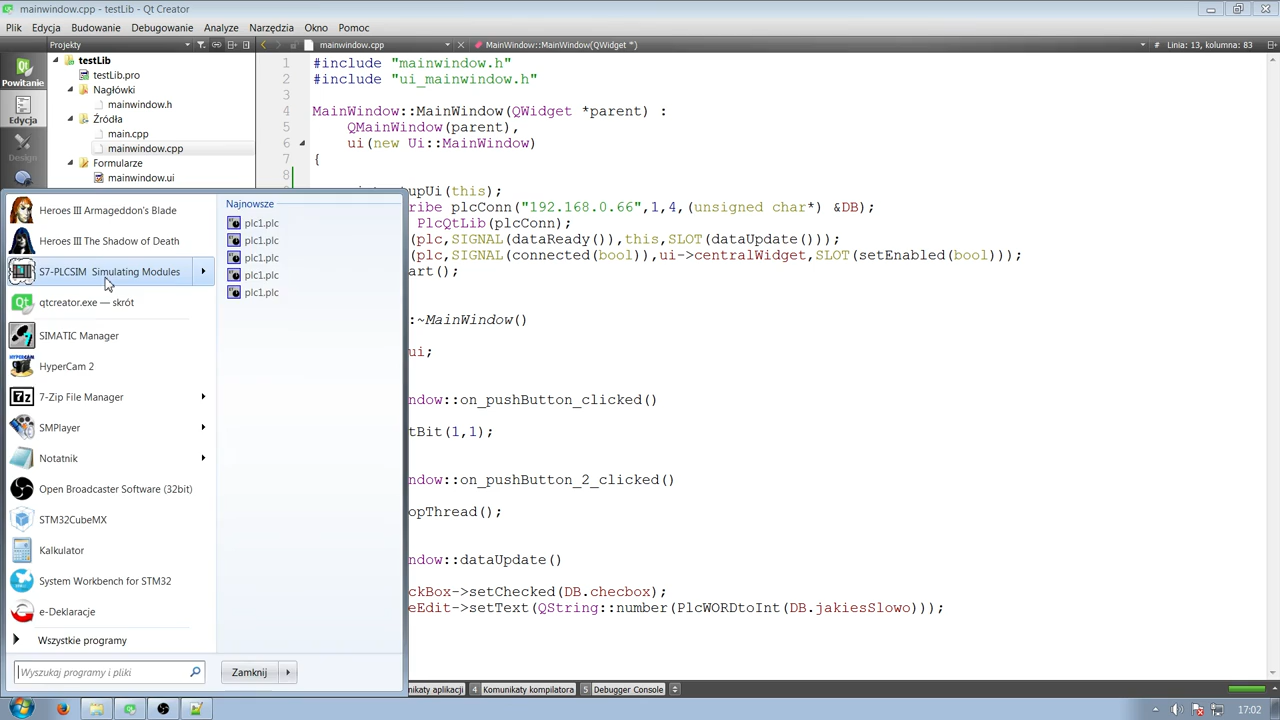 mainwindow.cpp - testLib - Qt Creator
Plik Edycja Budowanie Debugowanie Analyze Narzędzia Okno Pomoc
Projekty
mainwindow.cpp
MainWindow::MainWindow(QWidget *)
# Linia: 13, kolumna: 83
Powitanie
Edycja
Design
testLib
testLib.pro
Nagłówki
mainwindow.h
Źródła
main.cpp
mainwindow.cpp
Formularze
mainwindow.ui
1 #include "mainwindow.h"
2 #include "ui_mainwindow.h"
3
4 MainWindow::MainWindow(QWidget *parent) :
5 QMainWindow(parent),
6 ui(new Ui::MainWindow)
7 {
8
upUi(this);
ribe plcConn("192.168.0.66",1,4,(unsigned char*) &DB);
PlcQtLib(plcConn);
(plc,SIGNAL(dataReady()),this,SLOT(dataUpdate()));
(plc,SIGNAL(connected(bool)),ui->centralWidget,SLOT(setEnabled(bool)));
art();
:~MainWindow()
ui;
ndow::on_pushButton_clicked()
tBit(1,1);
ndow::on_pushButton_2_clicked()
opThread();
ndow::dataUpdate()
ckBox->setChecked(DB.checbox);
eEdit->setText(QString::number(PlcWORDtoInt(DB.jakiesSlowo)));
Heroes III Armageddon's Blade
Heroes III The Shadow of Death
S7-PLCSIM Simulating Modules
qtcreator.exe — skrót
SIMATIC Manager
HyperCam 2
7-Zip File Manager
SMPlayer
Notatnik
Open Broadcaster Software (32bit)
STM32CubeMX
Kalkulator
System Workbench for STM32
e-Deklaracje
Wszystkie programy
Wyszukaj programy i pliki
Zamknij
Najnowsze
plc1.plc
plc1.plc
plc1.plc
plc1.plc
plc1.plc
nikaty aplikacji 4 Komunikaty kompilatora 5 Debugger Console
17:02